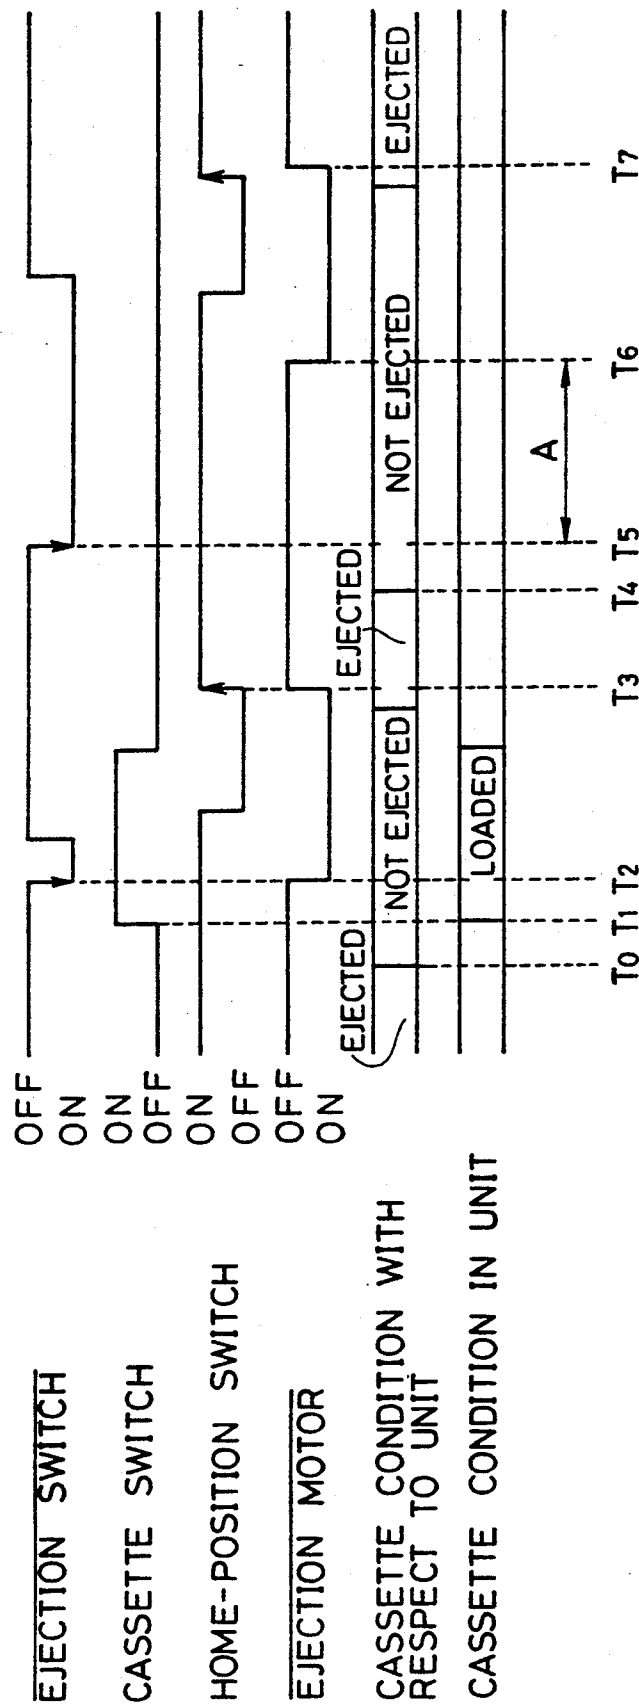 EJECTION SWITCH
OFF
ON
CASSETTE SWITCH
ON
OFF
HOME-POSITION SWITCH
ON
OFF
EJECTION MOTOR
OFF
ON
CASSETTE CONDITION WITH
RESPECT TO UNIT
EJECTED
NOT EJECTED
EJECTED
NOT EJECTED
EJECTED
CASSETTE CONDITION IN UNIT
LOADED
A
T0 T1 T2 T3 T4 T5 T6 T7